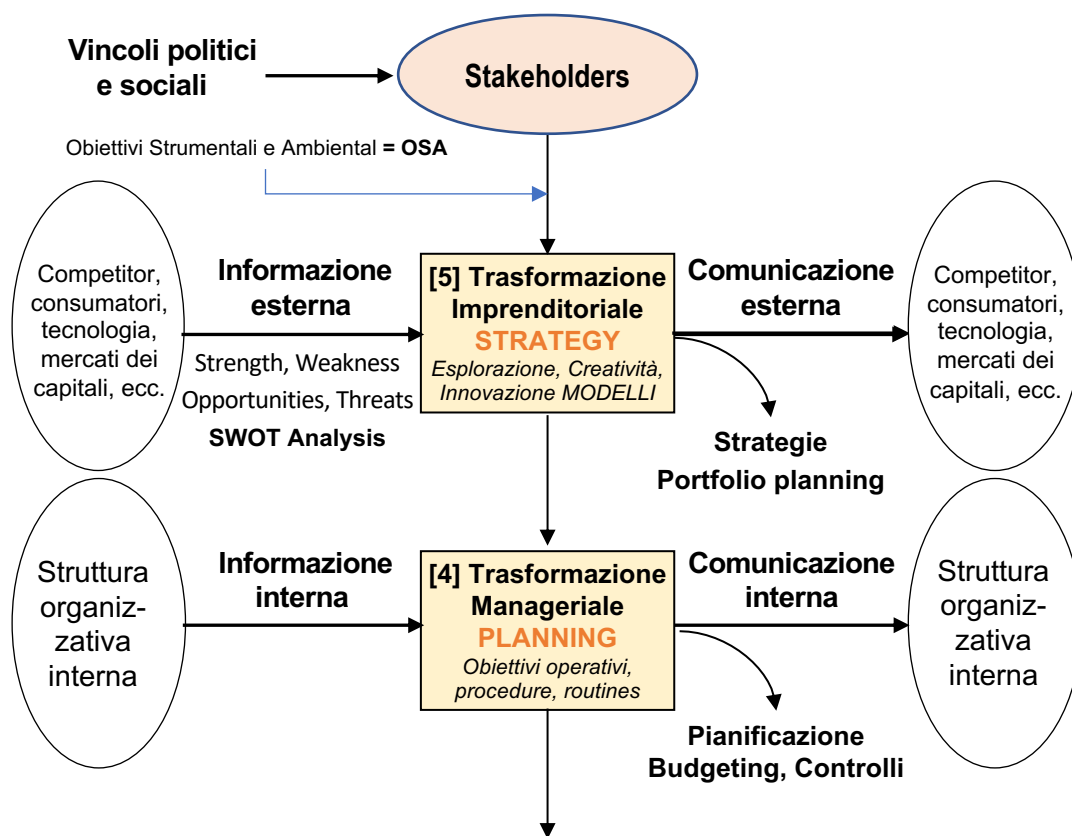 Vincoli politici
e sociali
Stakeholders
Obiettivi Strumentali e Ambiental = OSA
Competitor,
consumatori,
tecnologia,
mercati dei
capitali, ecc.
Informazione
esterna
Strength, Weakness
Opportunities, Threats
SWOT Analysis
[5] Trasformazione
Imprenditoriale
STRATEGY
Esplorazione, Creatività,
Innovazione MODELLI
Comunicazione
esterna
Competitor,
consumatori,
tecnologia,
mercati dei
capitali, ecc.
Strategie
Portfolio planning
Struttura
organiz-
zativa
interna
Informazione
interna
[4] Trasformazione
Manageriale
PLANNING
Obiettivi operativi,
procedure, routines
Comunicazione
interna
Struttura
organiz-
zativa
interna
Pianificazione
Budgeting, Controlli